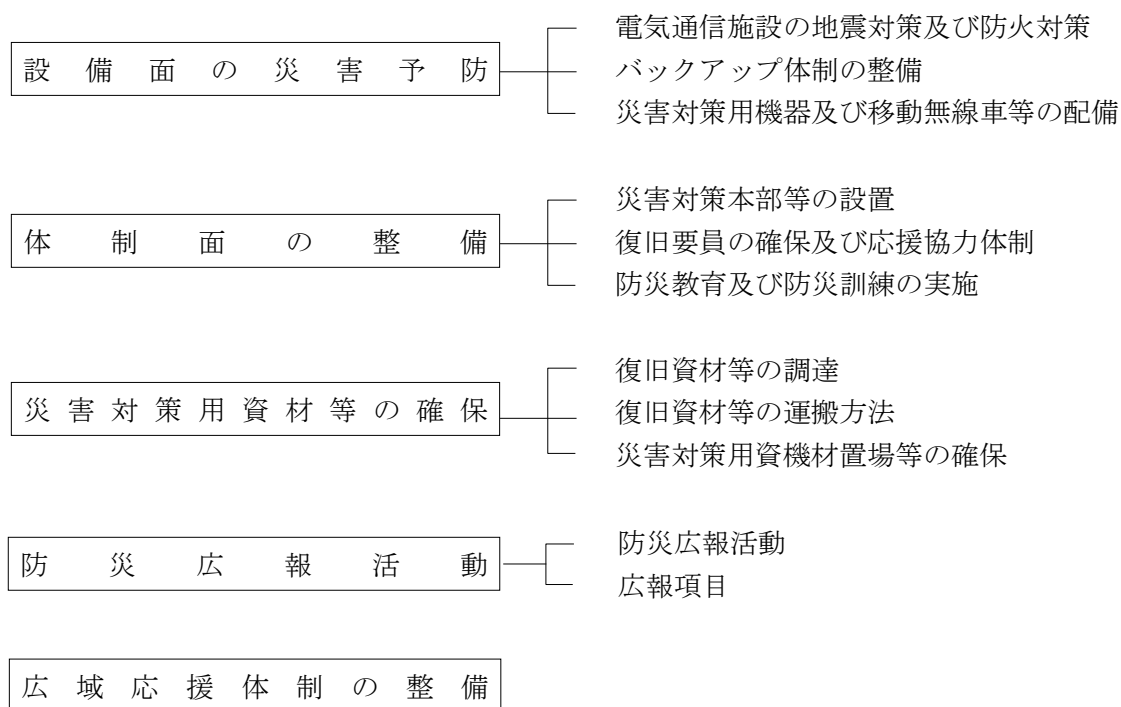 設備面の災害予防
電気通信施設の地震対策及び防火対策
バックアップ体制の整備
災害対策用機器及び移動無線車等の配備
体制面の整備
災害対策本部等の設置
復旧要員の確保及び応援協力体制
防災教育及び防災訓練の実施
災害対策用資材等の確保
復旧資材等の調達
復旧資材等の運搬方法
災害対策用資機材置場等の確保
防災広報活動
防災広報活動
広報項目
広域応援体制の整備